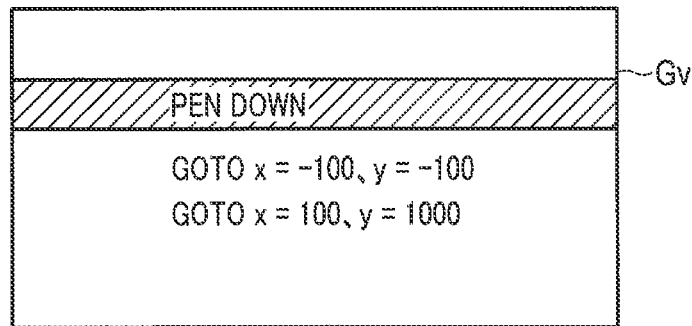 Gv
PEN DOWN
GOTO x = -100、y = -100
GOTO x = 100、y = 1000